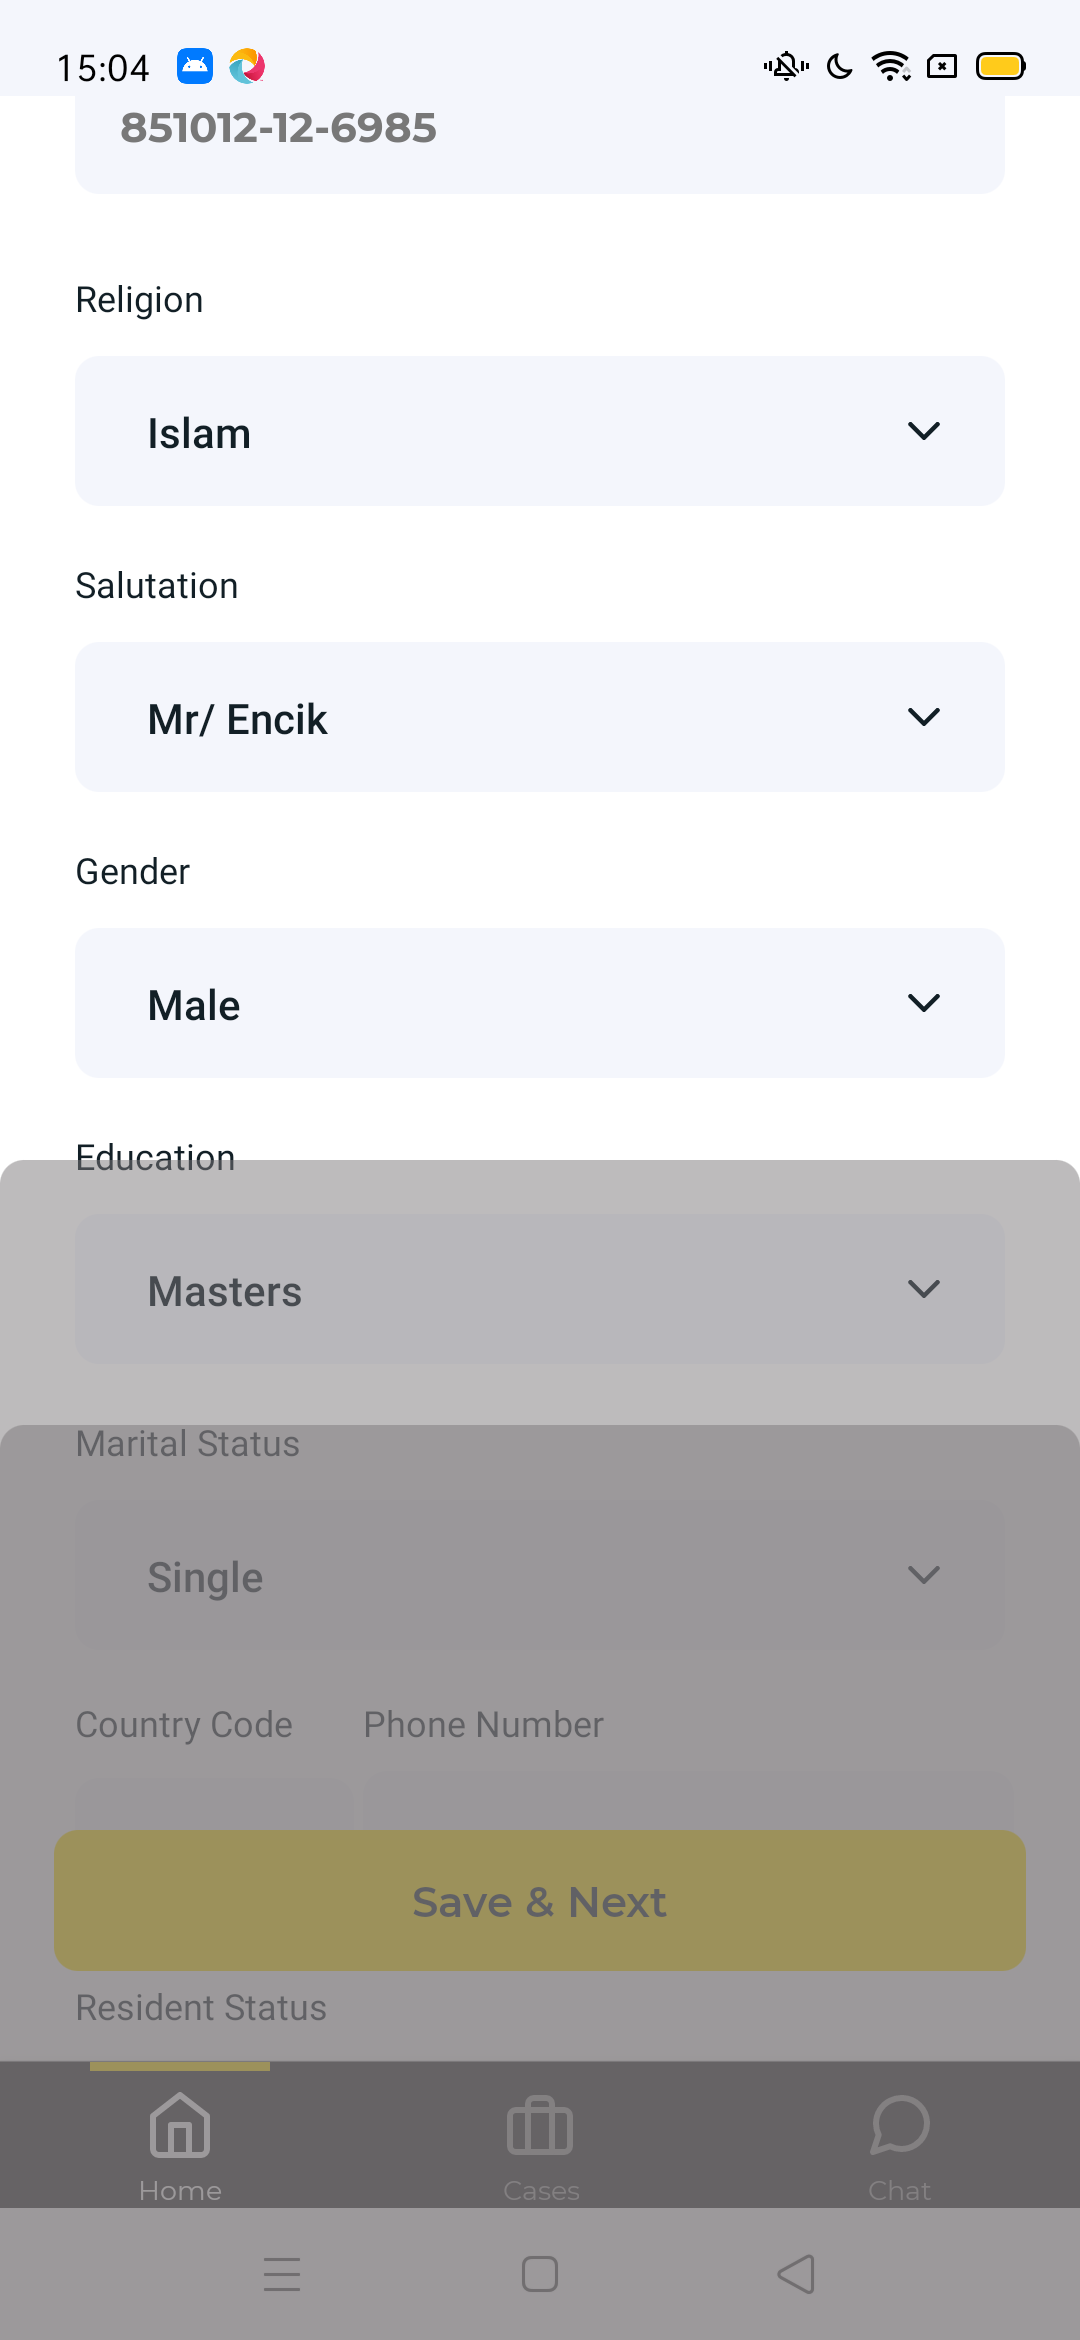 15:04
851012-12-6985
Religion
Islam
Salutation
Mr/ Encik
Gender
Male
Education
Masters
Marital Status
Single
Country Code Phone Number
Save & Next
Resident Status
Home Cases Chat